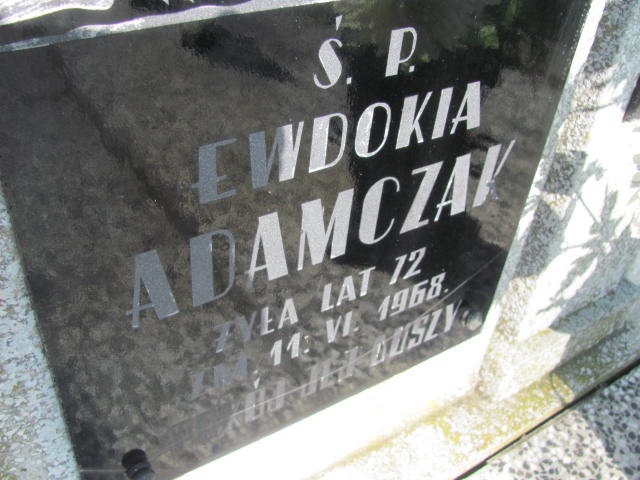 Ś. P.
EWDOKIA
ADAMCZAK
ŻYŁA LAT 72
ZM. 11. VI. 1968.
POKÓJ JEJ DUSZY